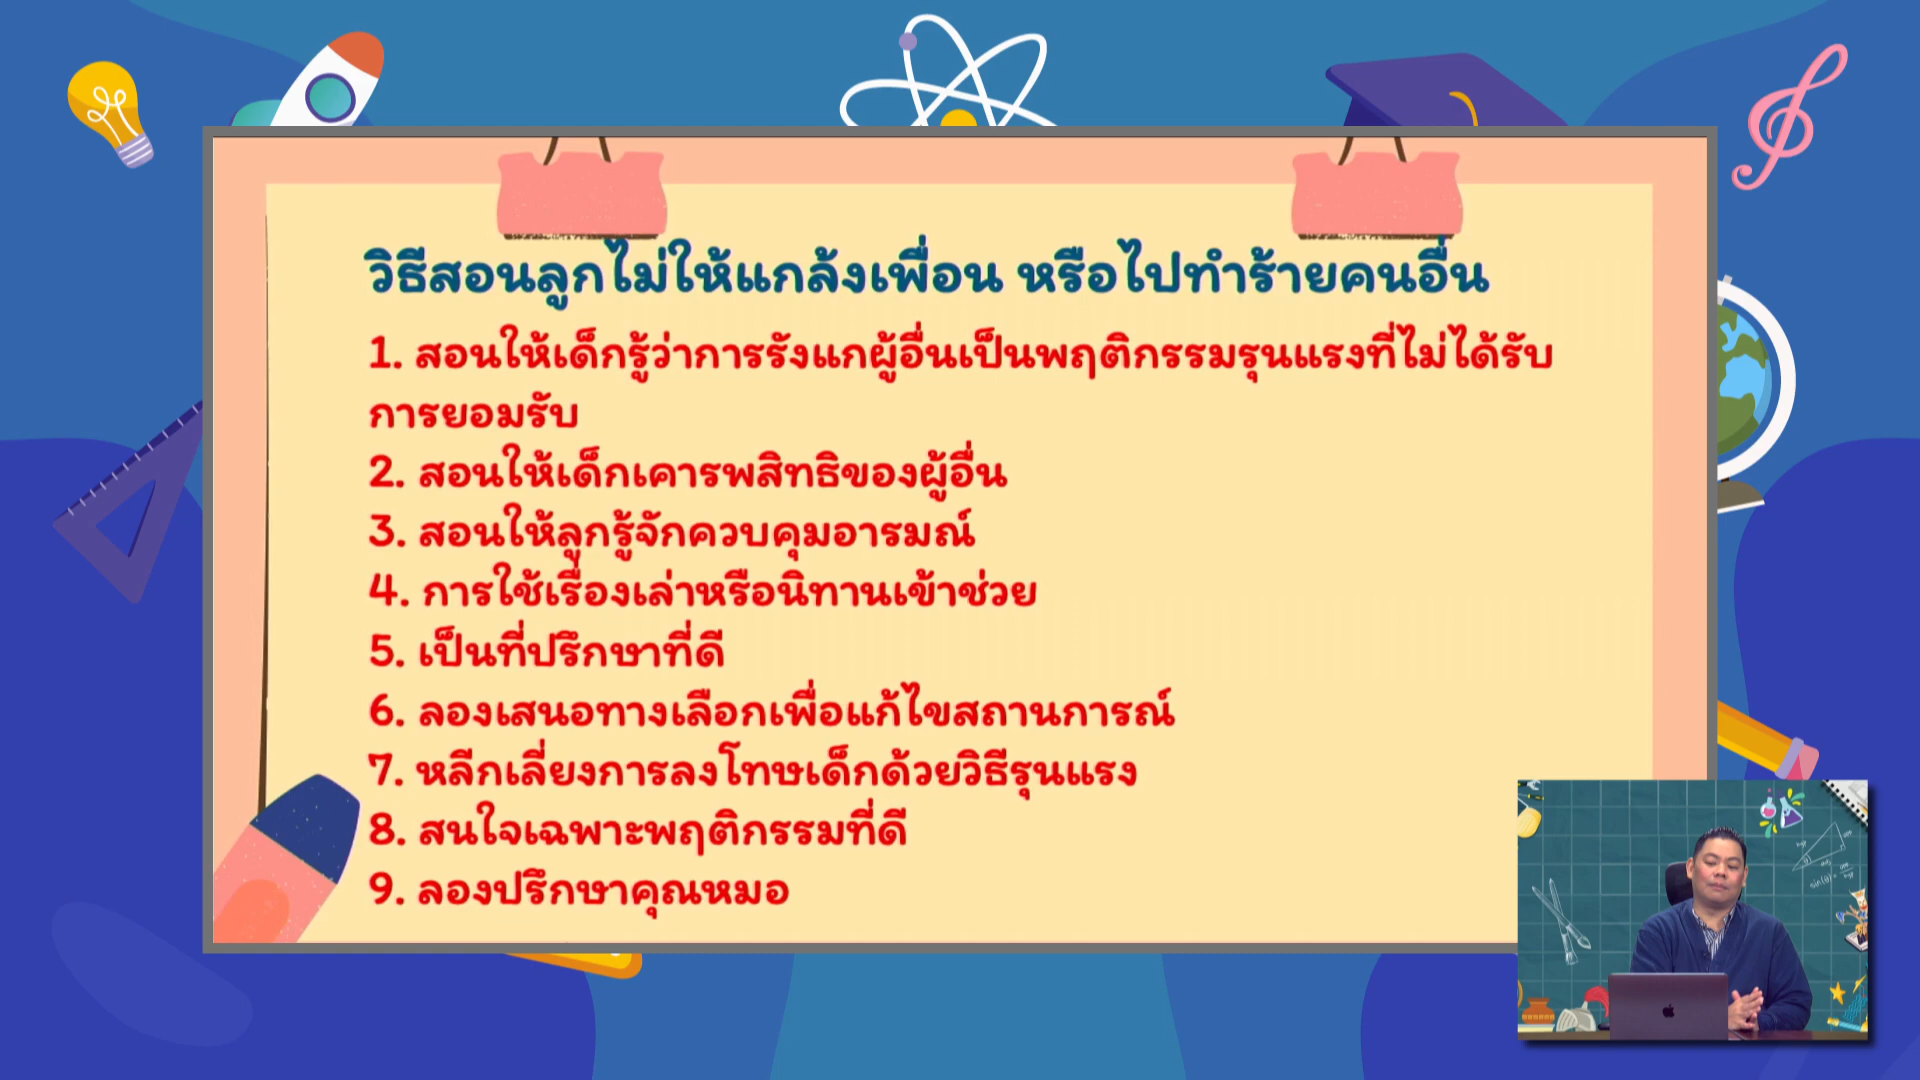 วิธีสอนลูกไม่ให้แกล้งเพื่อน หรือไปทำร้ายคนอื่น
1. สอนให้เด็กรู้ว่าการรังแกผู้อื่นเป็นพฤติกรรมรุนแรงที่ไม่ได้รับ
การยอมรับ
2. สอนให้เด็กเคารพสิทธิของผู้อื่น
3. สอนให้ลูกรู้จักควบคุมอารมณ์
4. การใช้เรื่องเล่าหรือนิทานเข้าช่วย
5. เป็นที่ปรึกษาที่ดี
6. ลองเสนอทางเลือกเพื่อแก้ไขสถานการณ์
7. หลีกเลี่ยงการลงโทษเด็กด้วยวิธีรุนแรง
8. สนใจเฉพาะพฤติกรรมที่ดี
9. ลองปรึกษาคุณหมอ